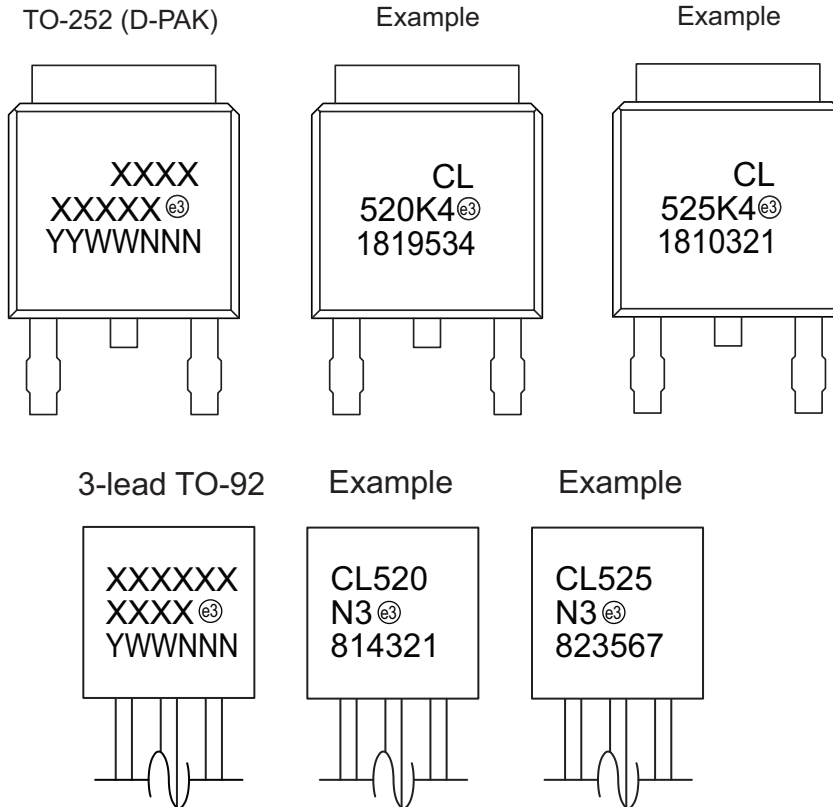 TO-252 (D-PAK)
Example
Example
XXXX
XXXXX e3
YYWWNNN
CL
520K4 e3
1819534
CL
525K4 e3
1810321
3-lead TO-92
Example
Example
XXXXXX
XXXX e3
YWWNNN
CL520
N3 e3
814321
CL525
N3 e3
823567